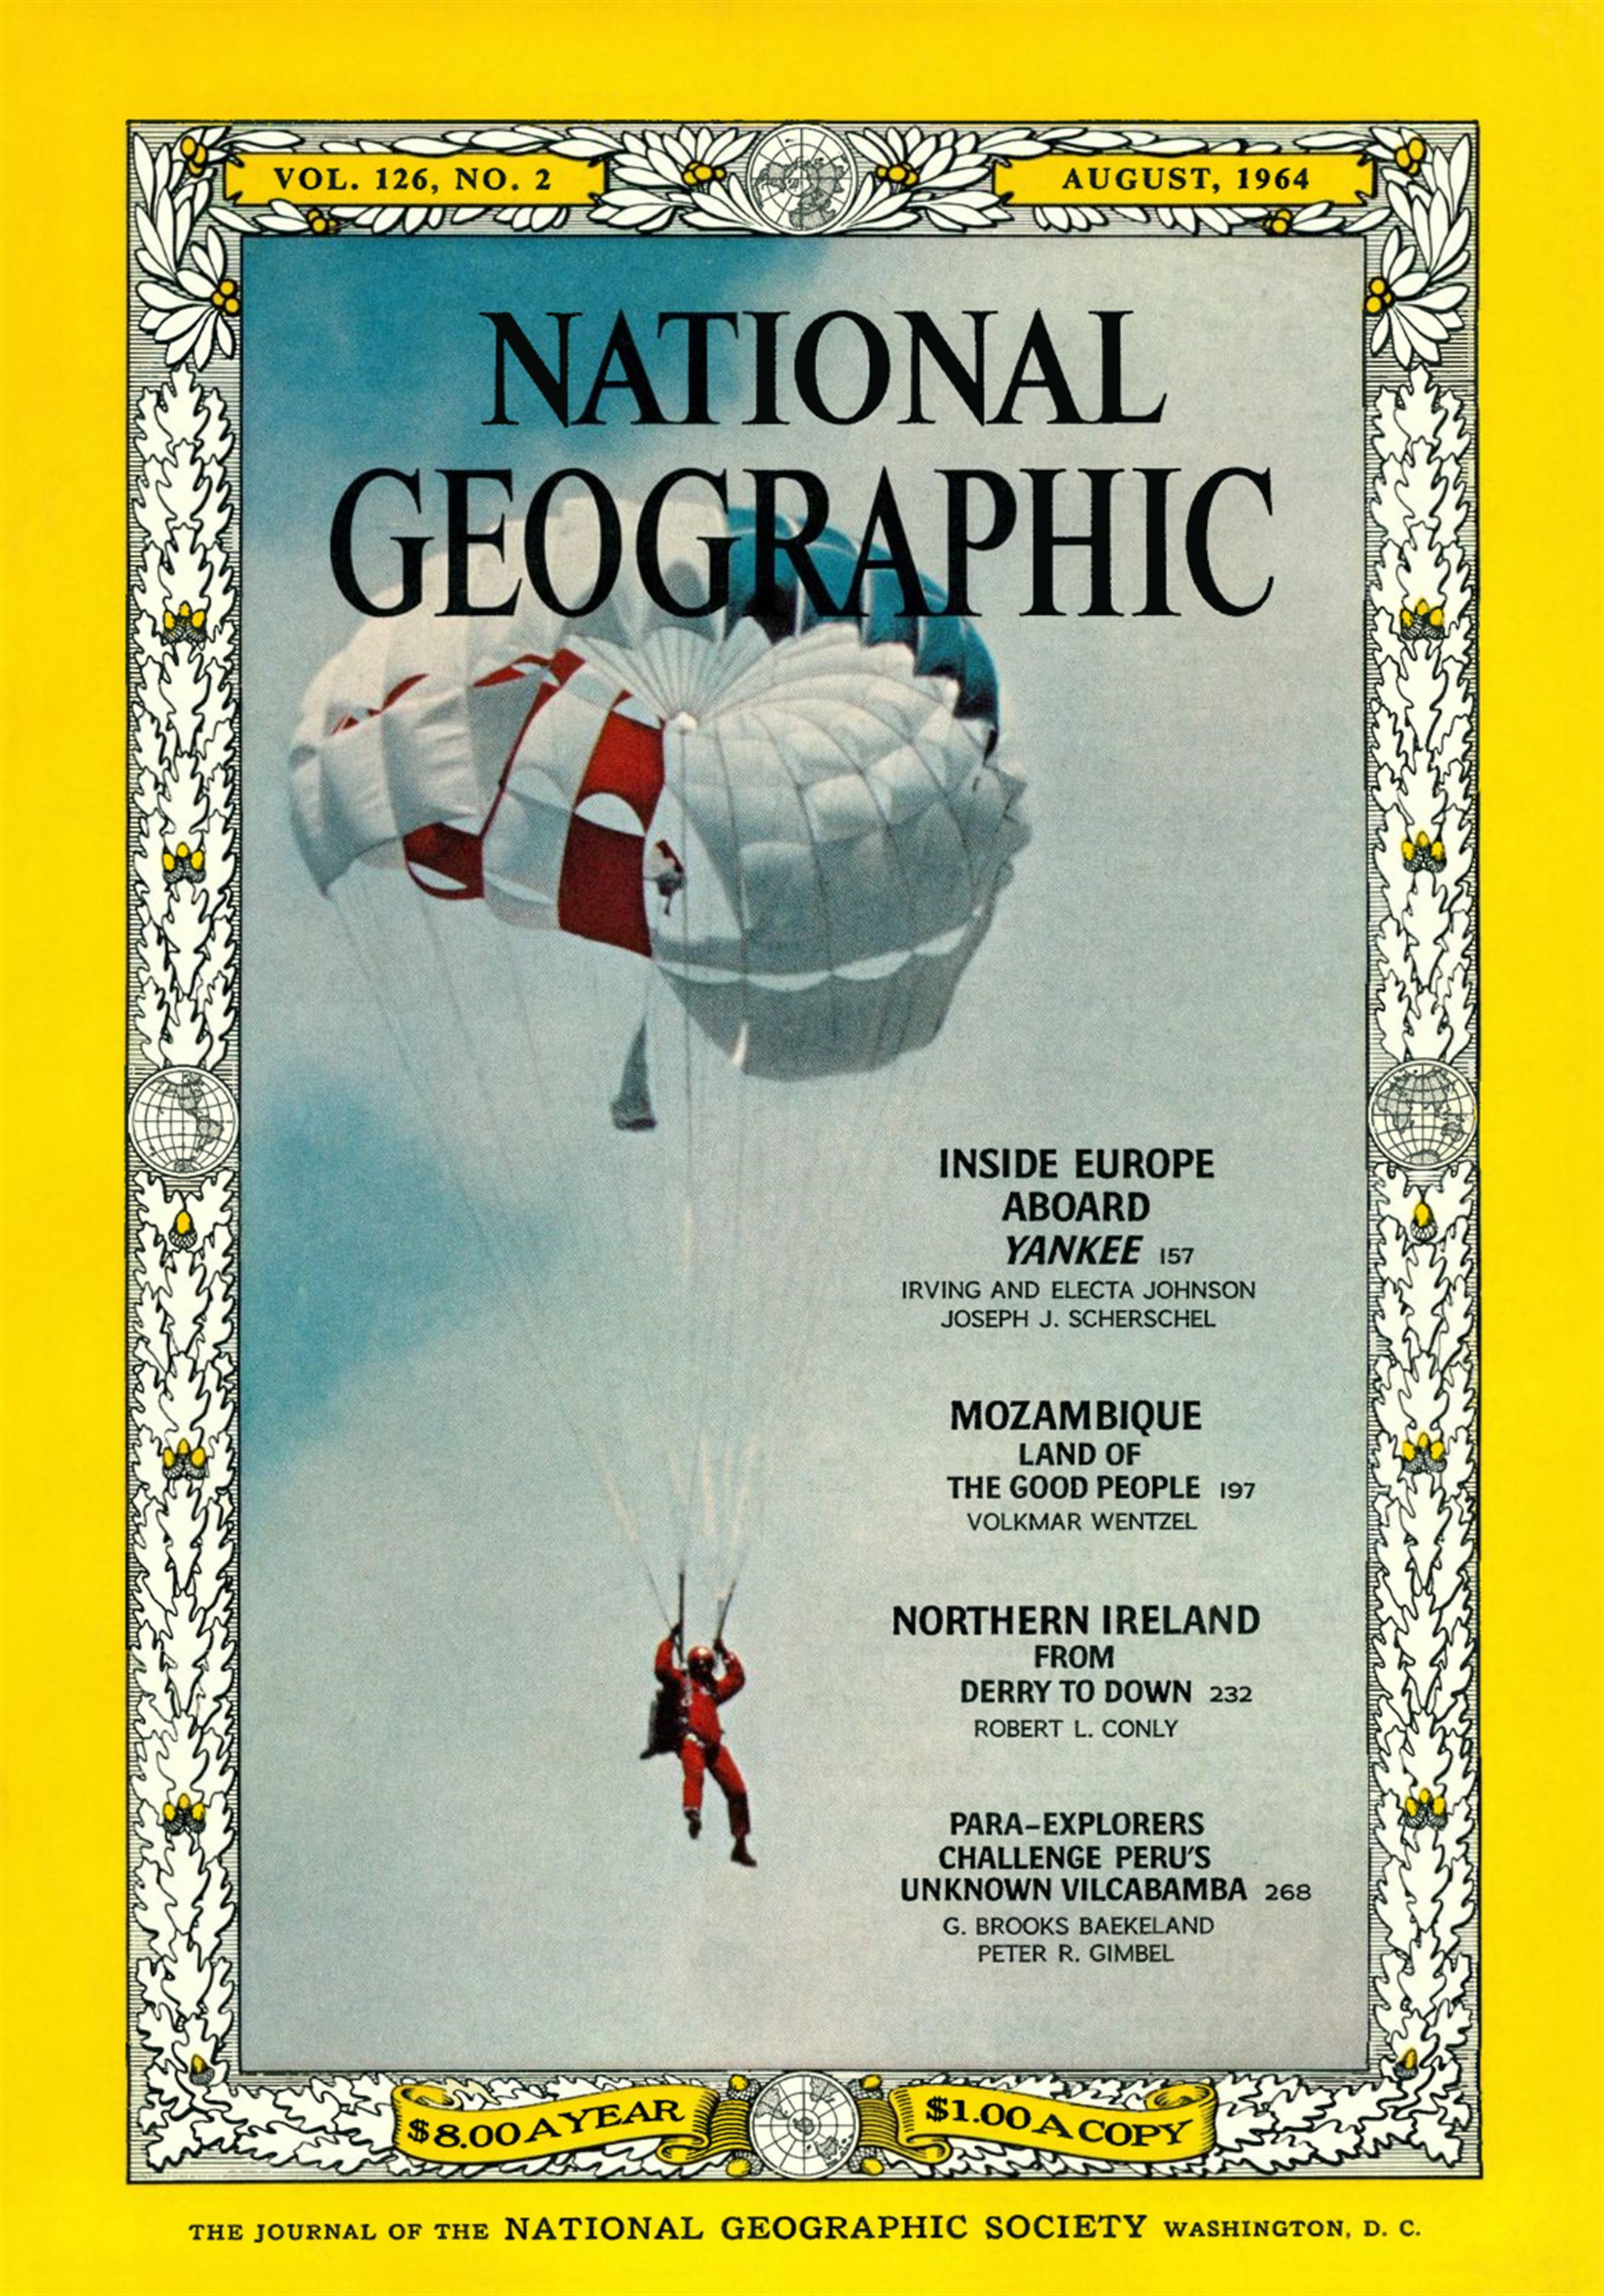 VOL. 126, NO. 2
AUGUST, 1964
NATIONAL
GEOGRAPHIC
INSIDE EUROPE
ABOARD
YANKEE 157
IRVING AND ELECTA JOHNSON
JOSEPH J. SCHERSCHEL
MOZAMBIQUE
LAND OF
THE GOOD PEOPLE 197
VOLKMAR WENTZEL
NORTHERN IRELAND
FROM
DERRY TO DOWN 232
ROBERT L. CONLY
PARA-EXPLORERS
CHALLENGE PERU'S
UNKNOWN VILCABAMBA 268
G. BROOKS BAEKELAND
PETER R. GIMBEL
$8.00 A YEAR
$1.00 A COPY
THE JOURNAL OF THE NATIONAL GEOGRAPHIC SOCIETY WASHINGTON, D. C.